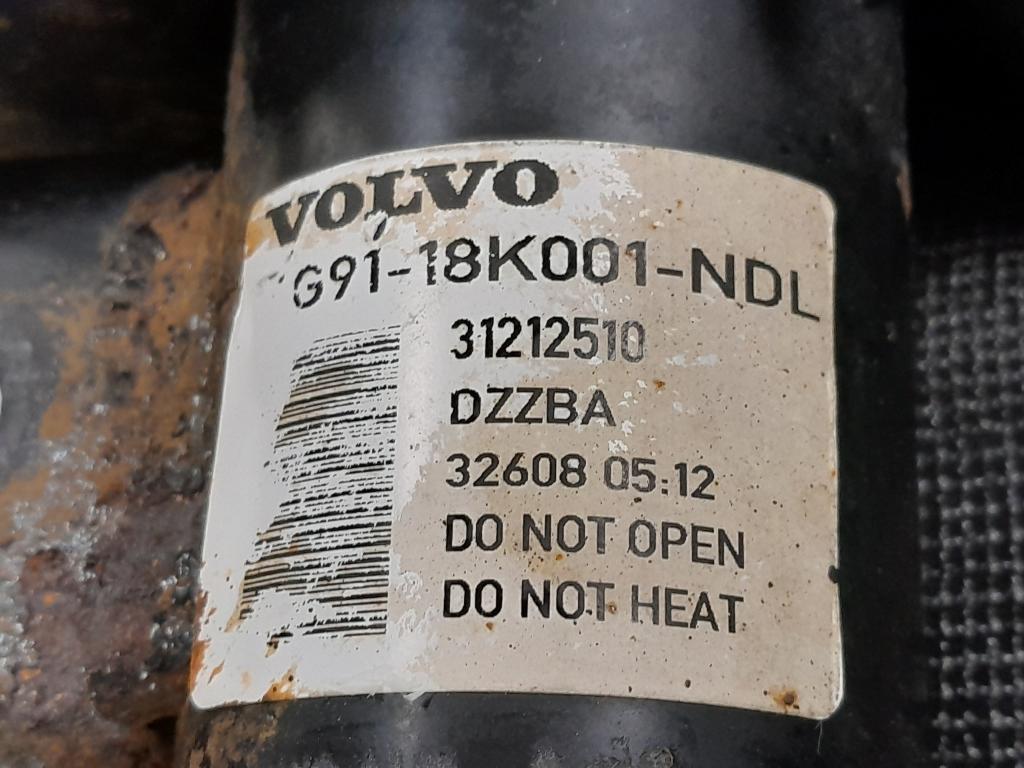 VOLVO
G91-18K001-NDL
31212510
DZZBA
32608 05:12
DO NOT OPEN
DO NOT HEAT